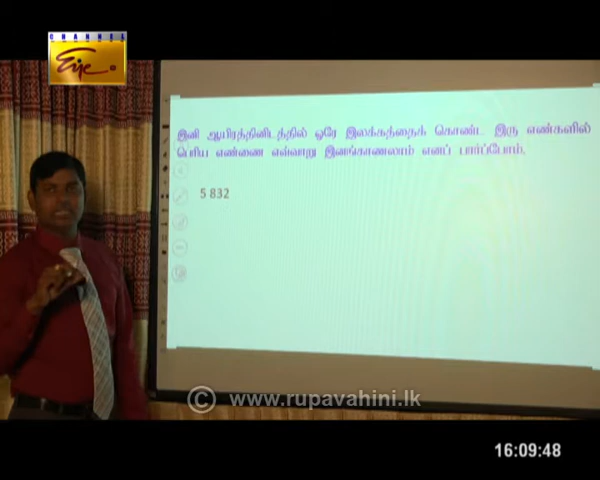 CHANNEL
Eye
இனி ஆயிரத்தினிடத்தில் ஒரே இலக்கத்தைக் கொண்ட இரு எண்களில்
பெரிய எண்ணை எவ்வாறு இனங்காணலாம் எனப் பார்ப்போம்.
5 832
© www.rupavahini.lk
16:09:48